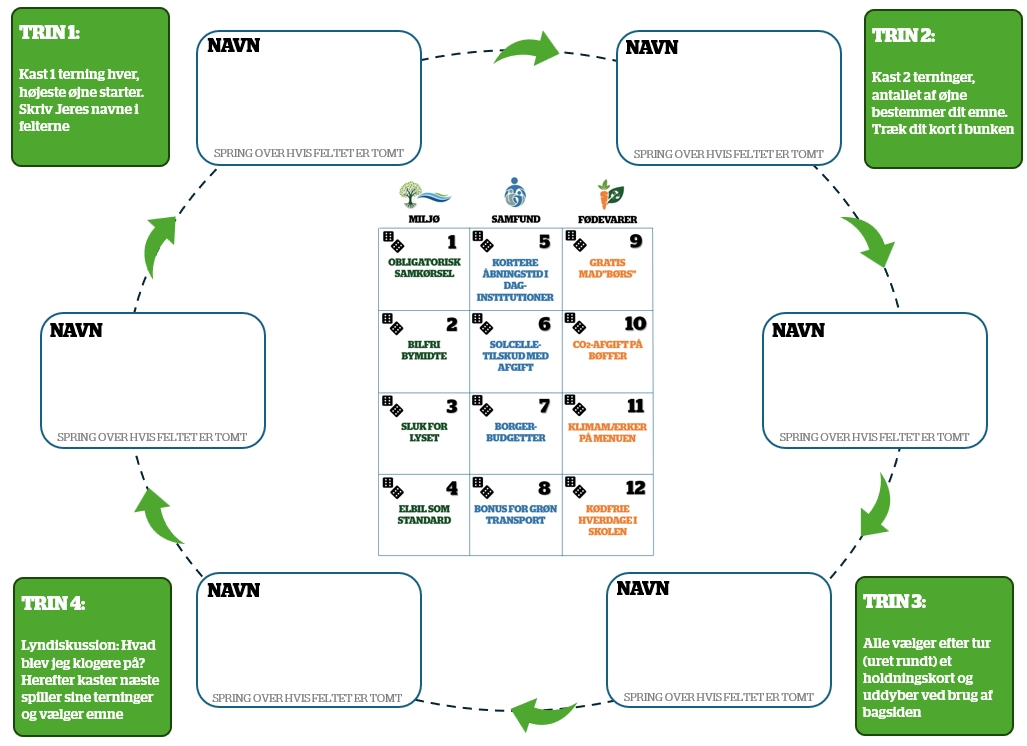 TRIN 1:
Kast 1 terning hver,
højeste øjne starter.
Skriv Jeres navne i
felterne
NAVN
SPRING OVER HVIS FELTET ER TOMT
NAVN
SPRING OVER HVIS FELTET ER TOMT
TRIN 2:
Kast 2 terninger,
antallet af øjne
bestemmer dit emne.
Træk dit kort i bunken
MILJØ
SAMFUND
FØDEVARER
1
OBLIGATORISK
SAMKØRSEL
5
KORTERE
ÅBNINGSTID I
DAG-
INSTITUTIONER
9
GRATIS
MAD"BØRS"
2
BILFRI
BYMIDTE
6
SOLCELLE-
TILSKUD MED
AFGIFT
10
CO2-AFGIFT PÅ
BØFFER
3
SLUK FOR
LYSET
7
BORGER-
BUDGETTER
11
KLIMAMÆRKER
PÅ MENUEN
4
ELBIL SOM
STANDARD
8
BONUS FOR GRØN
TRANSPORT
12
KØDFRIE
HVERDAGE I
SKOLEN
NAVN
SPRING OVER HVIS FELTET ER TOMT
NAVN
SPRING OVER HVIS FELTET ER TOMT
TRIN 4:
Lyndiskussion: Hvad
blev jeg klogere på?
Herefter kaster næste
spiller sine terninger
og vælger emne
NAVN
SPRING OVER HVIS FELTET ER TOMT
NAVN
SPRING OVER HVIS FELTET ER TOMT
TRIN 3:
Alle vælger efter tur
(uret rundt) et
holdningskort og
uddyber ved brug af
bagsiden